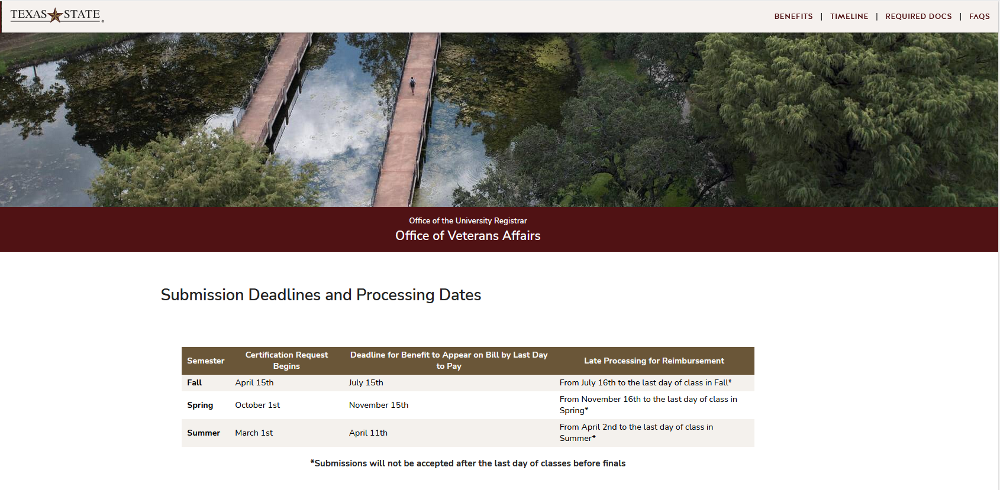 TEXAS STATE ®
BENEFITS | TIMELINE | REQUIRED DOCS | FAQS
Office of the University Registrar
Office of Veterans Affairs
Submission Deadlines and Processing Dates
Semester
Certification Request
Begins
Deadline for Benefit to Appear on Bill by Last Day
to Pay
Late Processing for Reimbursement
Fall
April 15th
July 15th
From July 16th to the last day of class in Fall*
Spring
October 1st
November 15th
From November 16th to the last day of class in
Spring*
Summer
March 1st
April 11th
From April 2nd to the last day of class in
Summer*
*Submissions will not be accepted after the last day of classes before finals